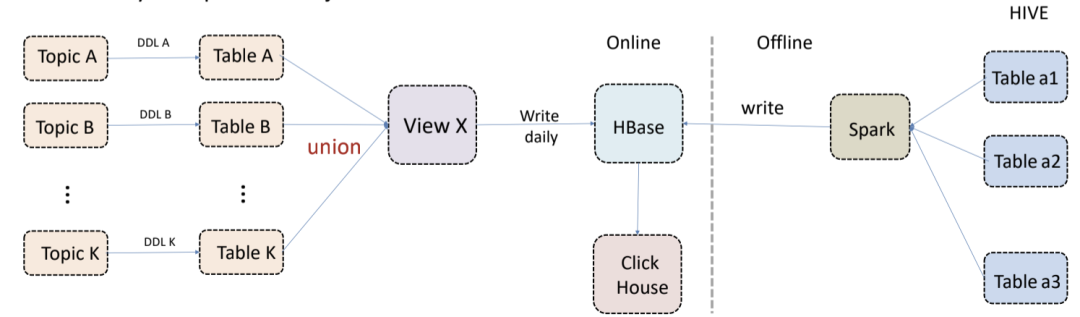 HIVE
Online
Offline
Topic A
DDL A
Table A
Topic B
DDL B
Table B
union
⋮
⋮
Topic K
DDL K
Table K
View X
Write
daily
HBase
Click
House
write
Spark
Table a1
Table a2
Table a3